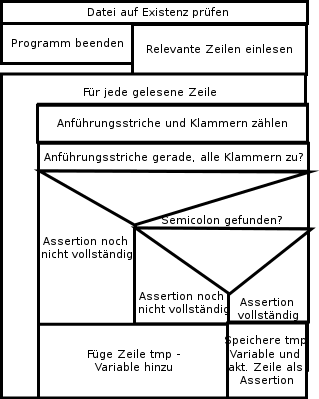 Datei auf Existenz prüfen
Programm beenden
Relevante Zeilen einlesen
Für jede gelesene Zeile
Anführungsstriche und Klammern zählen
Anführungsstriche gerade, alle Klammern zu?
Semicolon gefunden?
Assertion noch
nicht vollständig
Assertion noch
nicht vollständig
Assertion
vollständig
Füge Zeile tmp -
Variable hinzu
Speichere tmp
Variable und
akt. Zeile als
Assertion